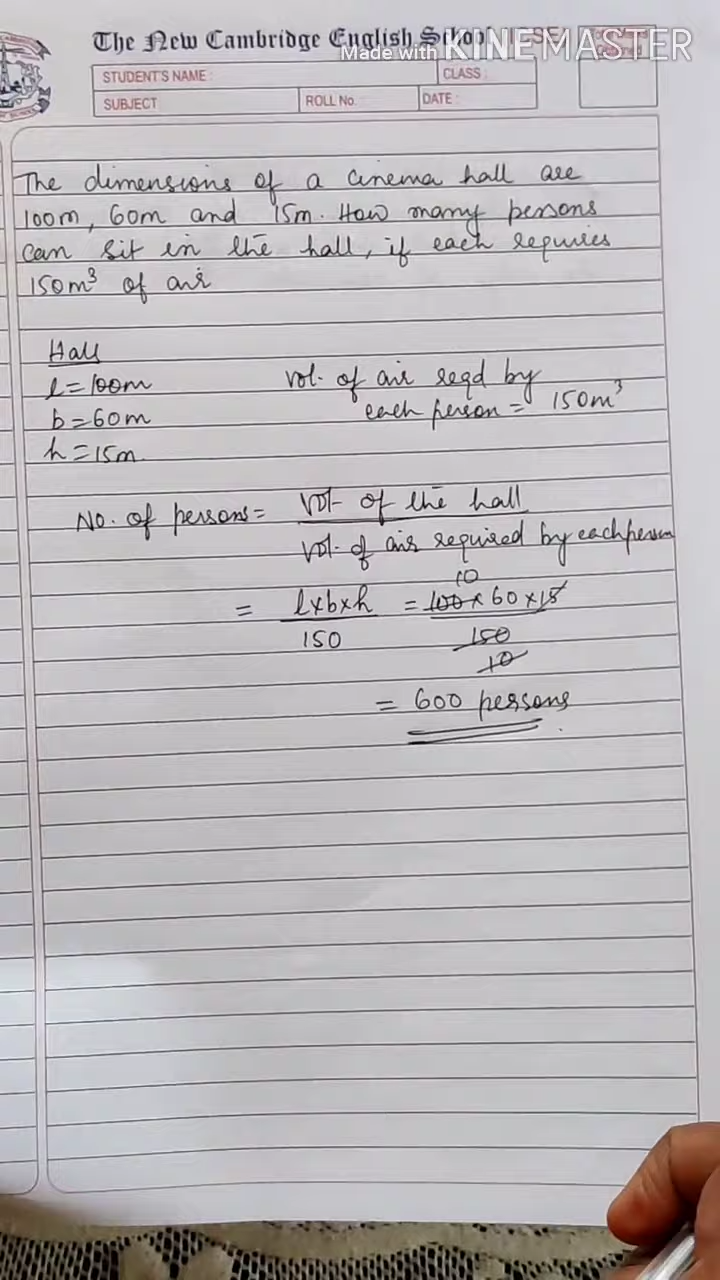 The New Cambridge English School
Made with KINEMASTER
STUDENT'S NAME :
CLASS :
SUBJECT
ROLL No.
DATE :
The dimensions of a cinema hall are
100m, 60m and 15m. How many persons
can sit in the hall, if each requires
150m³ of air
Hall
l = 100m
vol. of air reqd by
each person = 150m³
b = 60m
h = 15m
No. of persons = vol. of the hall
vol. of air required by each person
10
= l×b×h = 100 × 60 × 15
150 150
10
= 600 persons